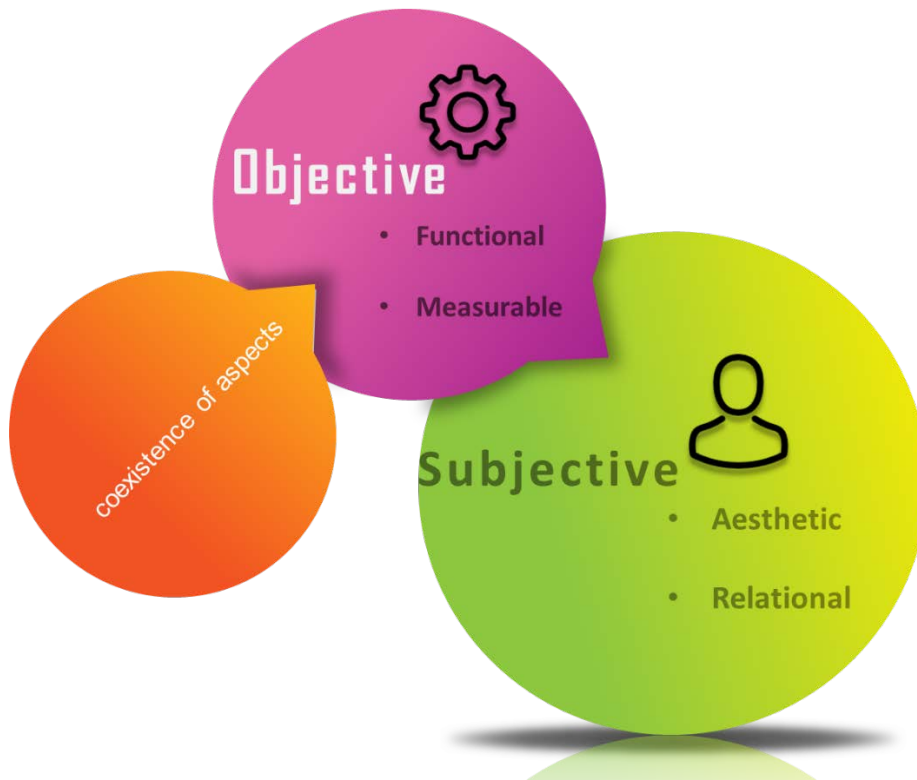 Objective
• Functional
• Measurable
coexistence of aspects
Subjective
• Aesthetic
• Relational